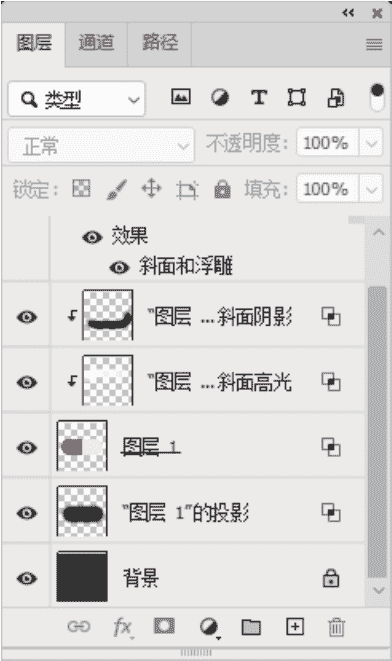 图层 通道 路径
类型
正常 不透明度: 100%
锁定: 填充: 100%
效果
斜面和浮雕
"图层 ...斜面阴影
"图层 ...斜面高光
图层 1
"图层 1"的投影
背景
fx